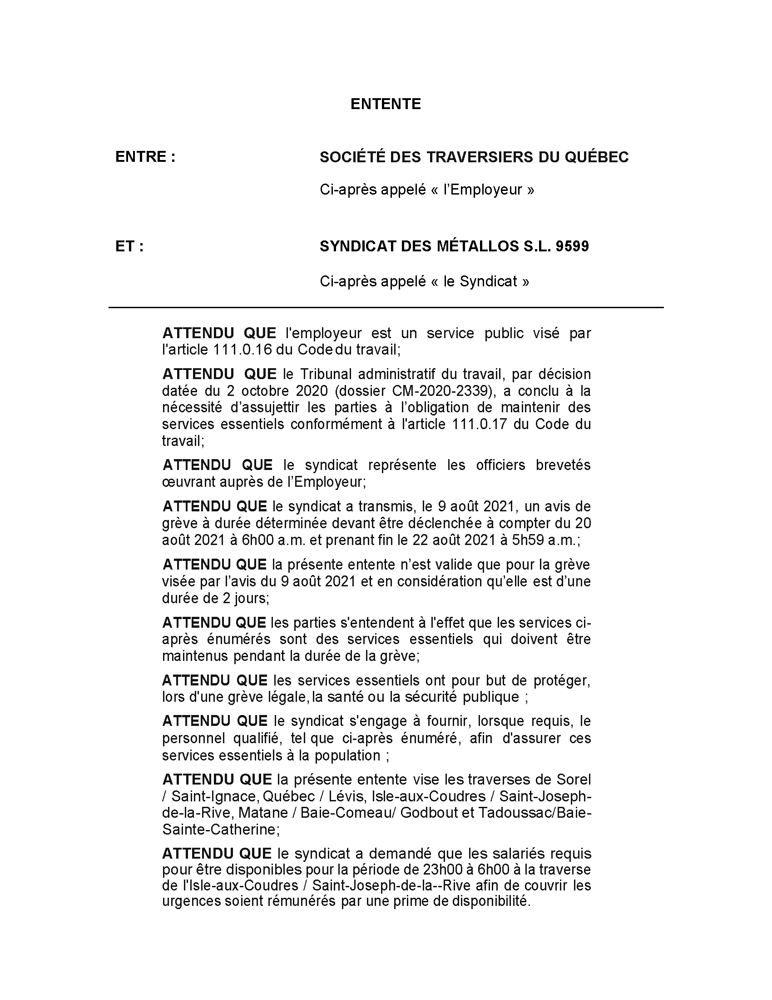 ENTENTE
ENTRE :
SOCIÉTÉ DES TRAVERSIERS DU QUÉBEC
Ci-après appelé « l’Employeur »
ET :
SYNDICAT DES MÉTALLOS S.L. 9599
Ci-après appelé « le Syndicat »
ATTENDU QUE l'employeur est un service public visé par
l'article 111.0.16 du Code du travail;
ATTENDU QUE le Tribunal administratif du travail, par décision
datée du 2 octobre 2020 (dossier CM-2020-2339), a conclu à la
nécessité d’assujettir les parties à l’obligation de maintenir des
services essentiels conformément à l'article 111.0.17 du Code du
travail;
ATTENDU QUE le syndicat représente les officiers brevetés
œuvrant auprès de l’Employeur;
ATTENDU QUE le syndicat a transmis, le 9 août 2021, un avis de
grève à durée déterminée devant être déclenchée à compter du 20
août 2021 à 6h00 a.m. et prenant fin le 22 août 2021 à 5h59 a.m.;
ATTENDU QUE la présente entente n’est valide que pour la grève
visée par l’avis du 9 août 2021 et en considération qu’elle est d’une
durée de 2 jours;
ATTENDU QUE les parties s'entendent à l'effet que les services ci-
après énumérés sont des services essentiels qui doivent être
maintenus pendant la durée de la grève;
ATTENDU QUE les services essentiels ont pour but de protéger,
lors d'une grève légale, la santé ou la sécurité publique ;
ATTENDU QUE le syndicat s'engage à fournir, lorsque requis, le
personnel qualifié, tel que ci-après énuméré, afin d'assurer ces
services essentiels à la population ;
ATTENDU QUE la présente entente vise les traverses de Sorel
/ Saint-Ignace, Québec / Lévis, Isle-aux-Coudres / Saint-Joseph-
de-la-Rive, Matane / Baie-Comeau/ Godbout et Tadoussac/Baie-
Sainte-Catherine;
ATTENDU QUE le syndicat a demandé que les salariés requis
pour être disponibles pour la période de 23h00 à 6h00 à la traverse
de l'Isle-aux-Coudres / Saint-Joseph-de-la--Rive afin de couvrir les
urgences soient rémunérés par une prime de disponibilité.